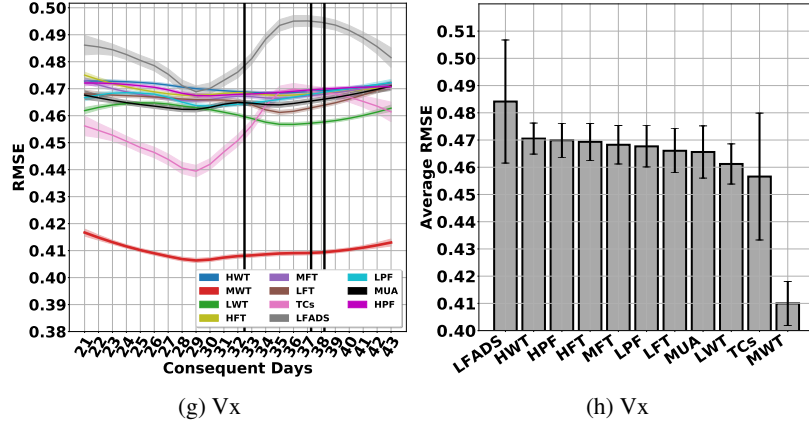 0.50
0.49
0.48
0.47
0.46
0.45
0.44
0.43
0.42
0.41
0.40
0.39
0.38
RMSE
21 22 23 24 25 26 27 28 29 30 31 32 33 34 35 36 37 38 39 40 41 42 43
Consequent Days
HWT MFT LPF
MWT LFT MUA
LWT TCs HPF
HFT LFADS
(g) Vx
0.51
0.50
0.49
0.48
0.47
0.46
0.45
0.44
0.43
0.42
0.41
0.40
Average RMSE
LFADS HWT HPF HFT MFT LPF LFT MUA LWT TCs MWT
(h) Vx